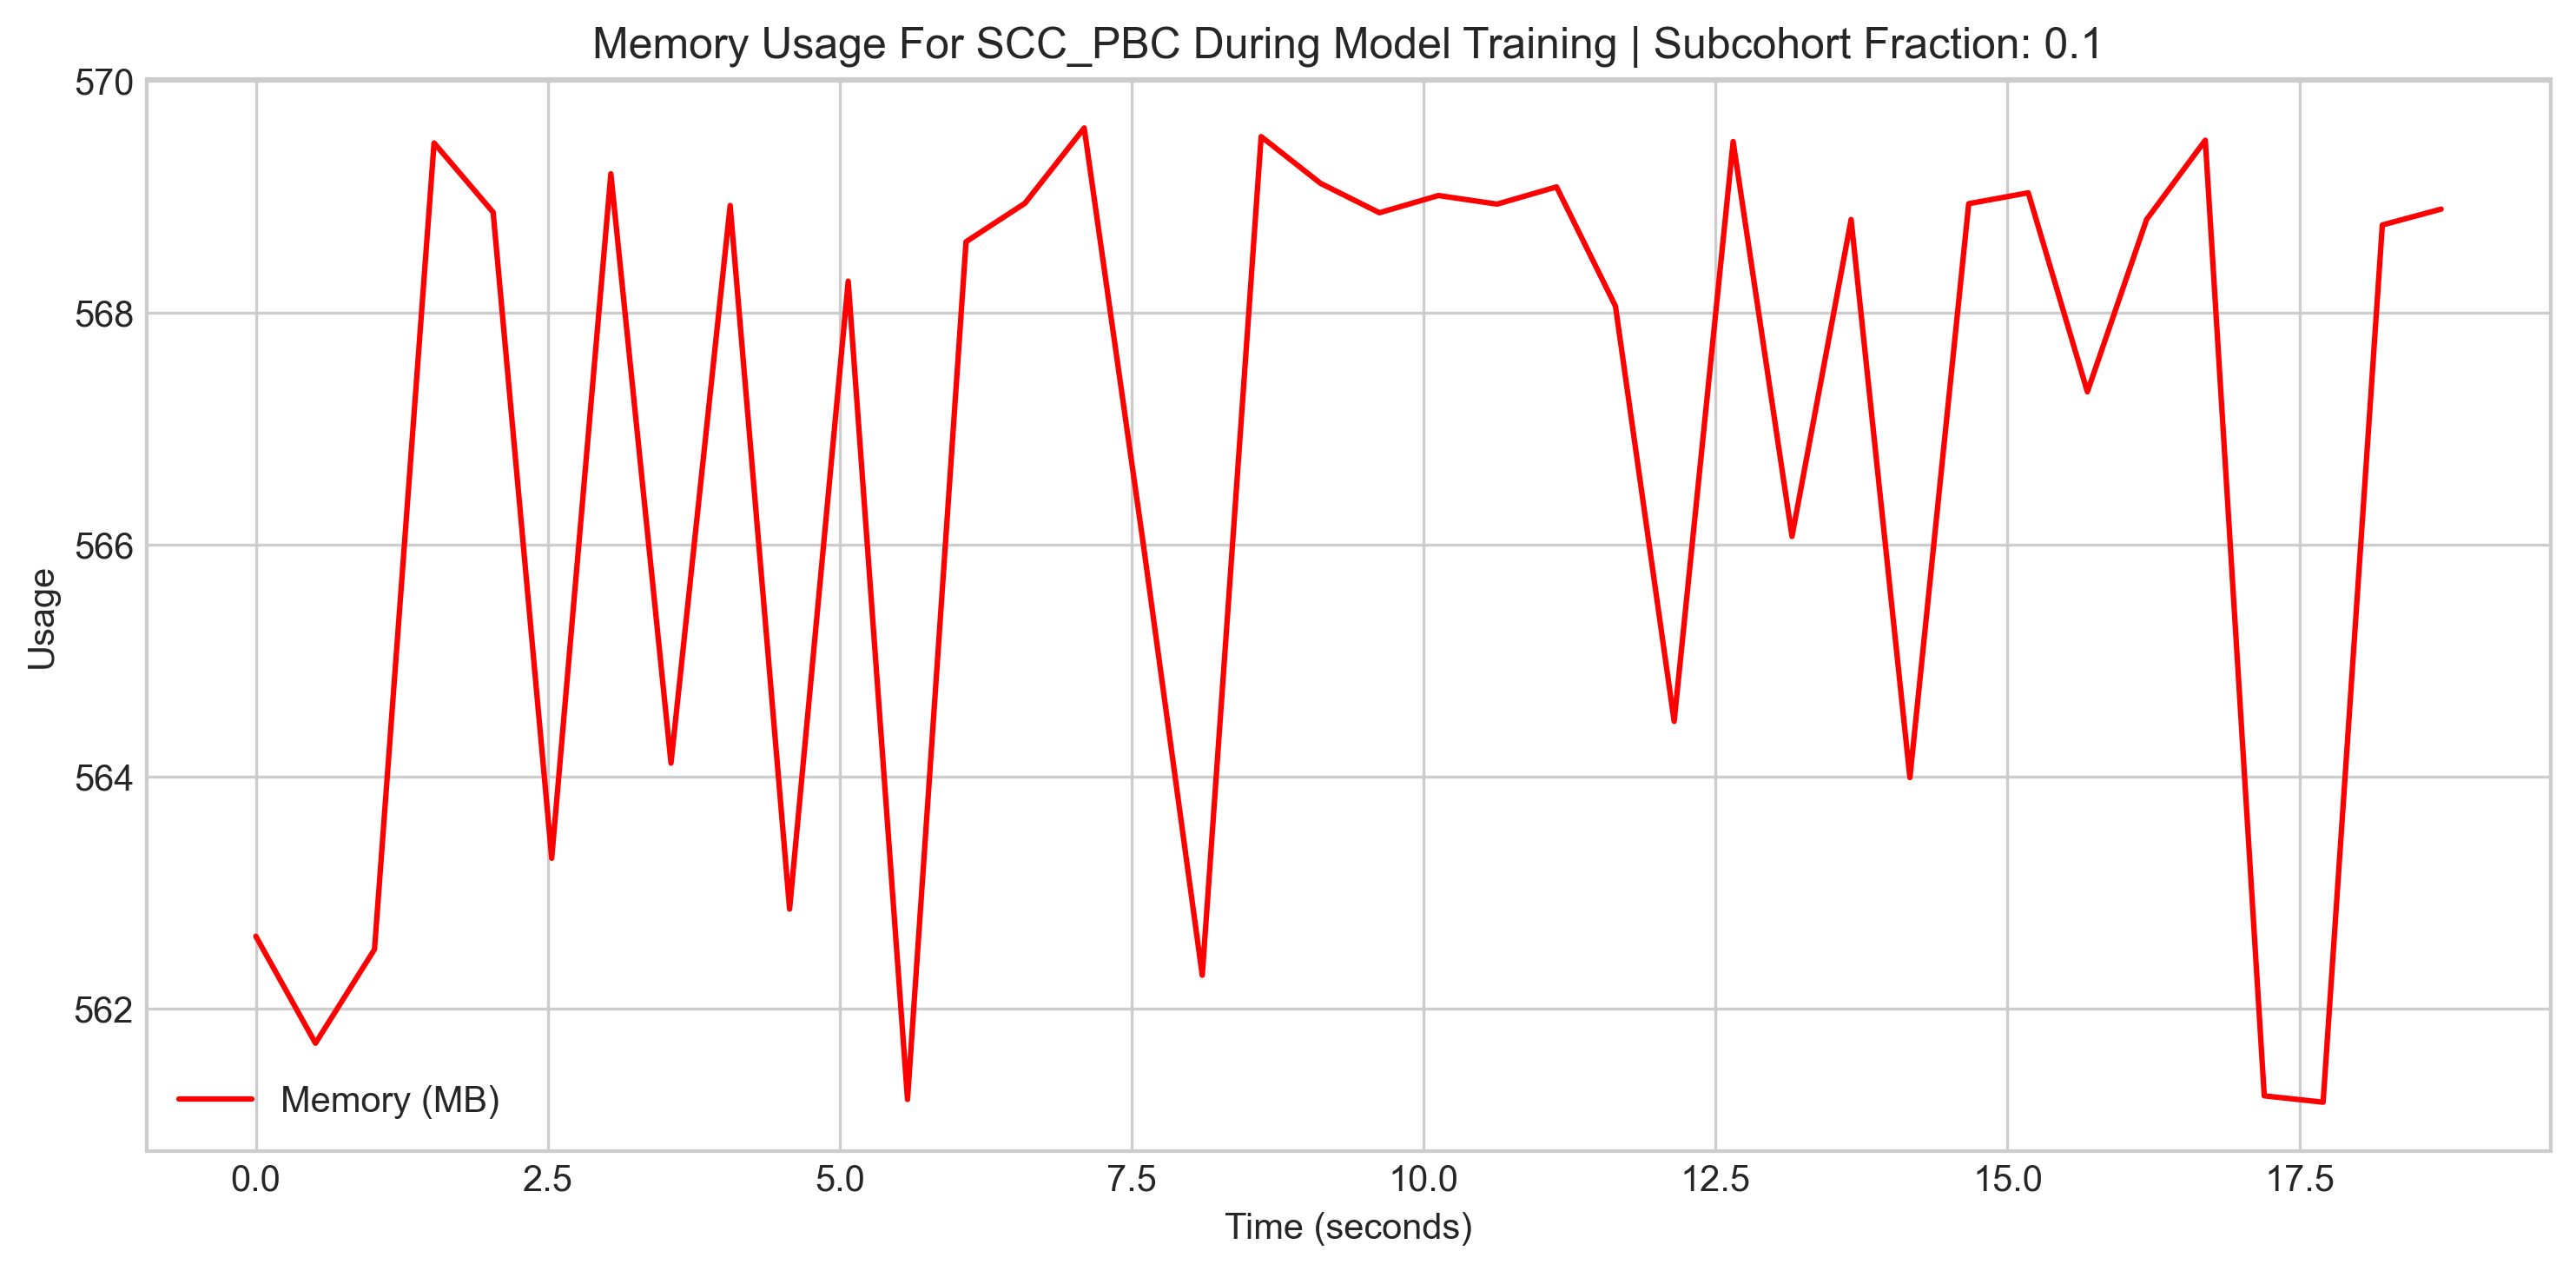 Memory Usage For SCC_PBC During Model Training | Subcohort Fraction: 0.1
570
568
566
564
562
Usage
Memory (MB)
0.0 2.5 5.0 7.5 10.0 12.5 15.0 17.5
Time (seconds)